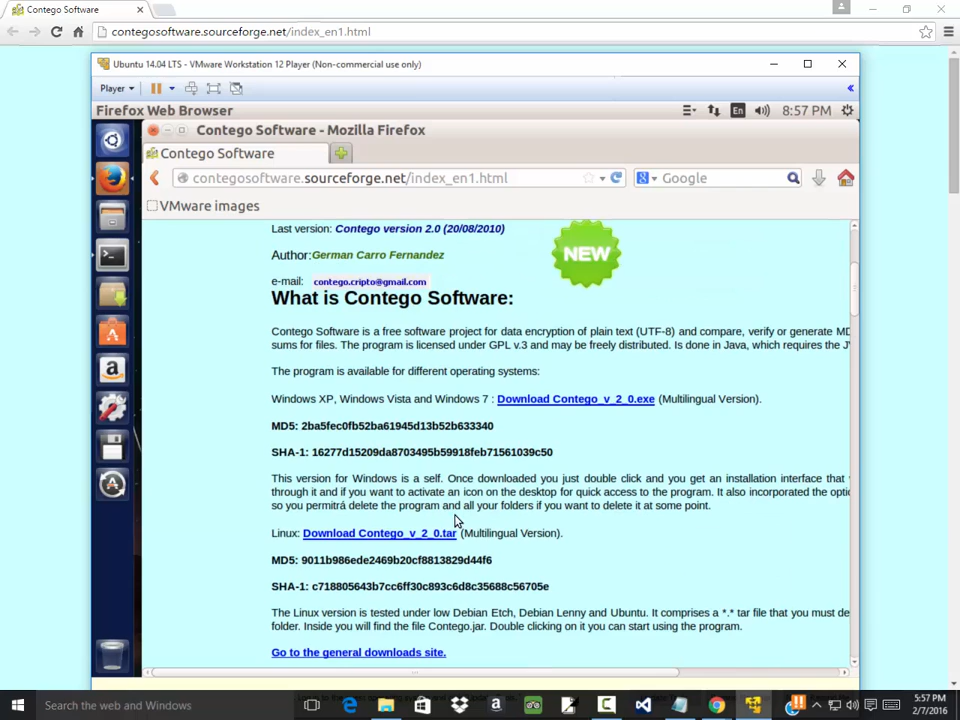 Contego Software
contegosoftware.sourceforge.net/index_en1.html
Ubuntu 14.04 LTS - VMware Workstation 12 Player (Non-commercial use only)
Player
Firefox Web Browser
En
8:57 PM
Contego Software - Mozilla Firefox
Contego Software
contegosoftware.sourceforge.net/index_en1.html
Google
VMware images
Last version: Contego version 2.0 (20/08/2010)
NEW
Author:German Carro Fernandez
e-mail: contego.cripto@gmail.com
What is Contego Software:
Contego Software is a free software project for data encryption of plain text (UTF-8) and compare, verify or generate MD
sums for files. The program is licensed under GPL v.3 and may be freely distributed. Is done in Java, which requires the J
The program is available for different operating systems:
Windows XP, Windows Vista and Windows 7 : Download Contego_v_2_0.exe (Multilingual Version).
MD5: 2ba5fec0fb52ba61945d13b52b633340
SHA-1: 16277d15209da8703495b59918feb71561039c50
This version for Windows is a self. Once downloaded you just double click and you get an installation interface that
through it and if you want to activate an icon on the desktop for quick access to the program. It also incorporated the optio
so you permitrá delete the program and all your folders if you want to delete it at some point.
Linux: Download Contego_v_2_0.tar (Multilingual Version).
MD5: 9011b986ede2469b20cf8813829d44f6
SHA-1: c718805643b7cc6ff30c893c6d8c35688c56705e
The Linux version is tested under low Debian Etch, Debian Lenny and Ubuntu. It comprises a *.* tar file that you must de
folder. Inside you will find the file Contego.jar. Double clicking on it you can start using the program.
Go to the general downloads site.
Search the web and Windows
5:57 PM
2/7/2016